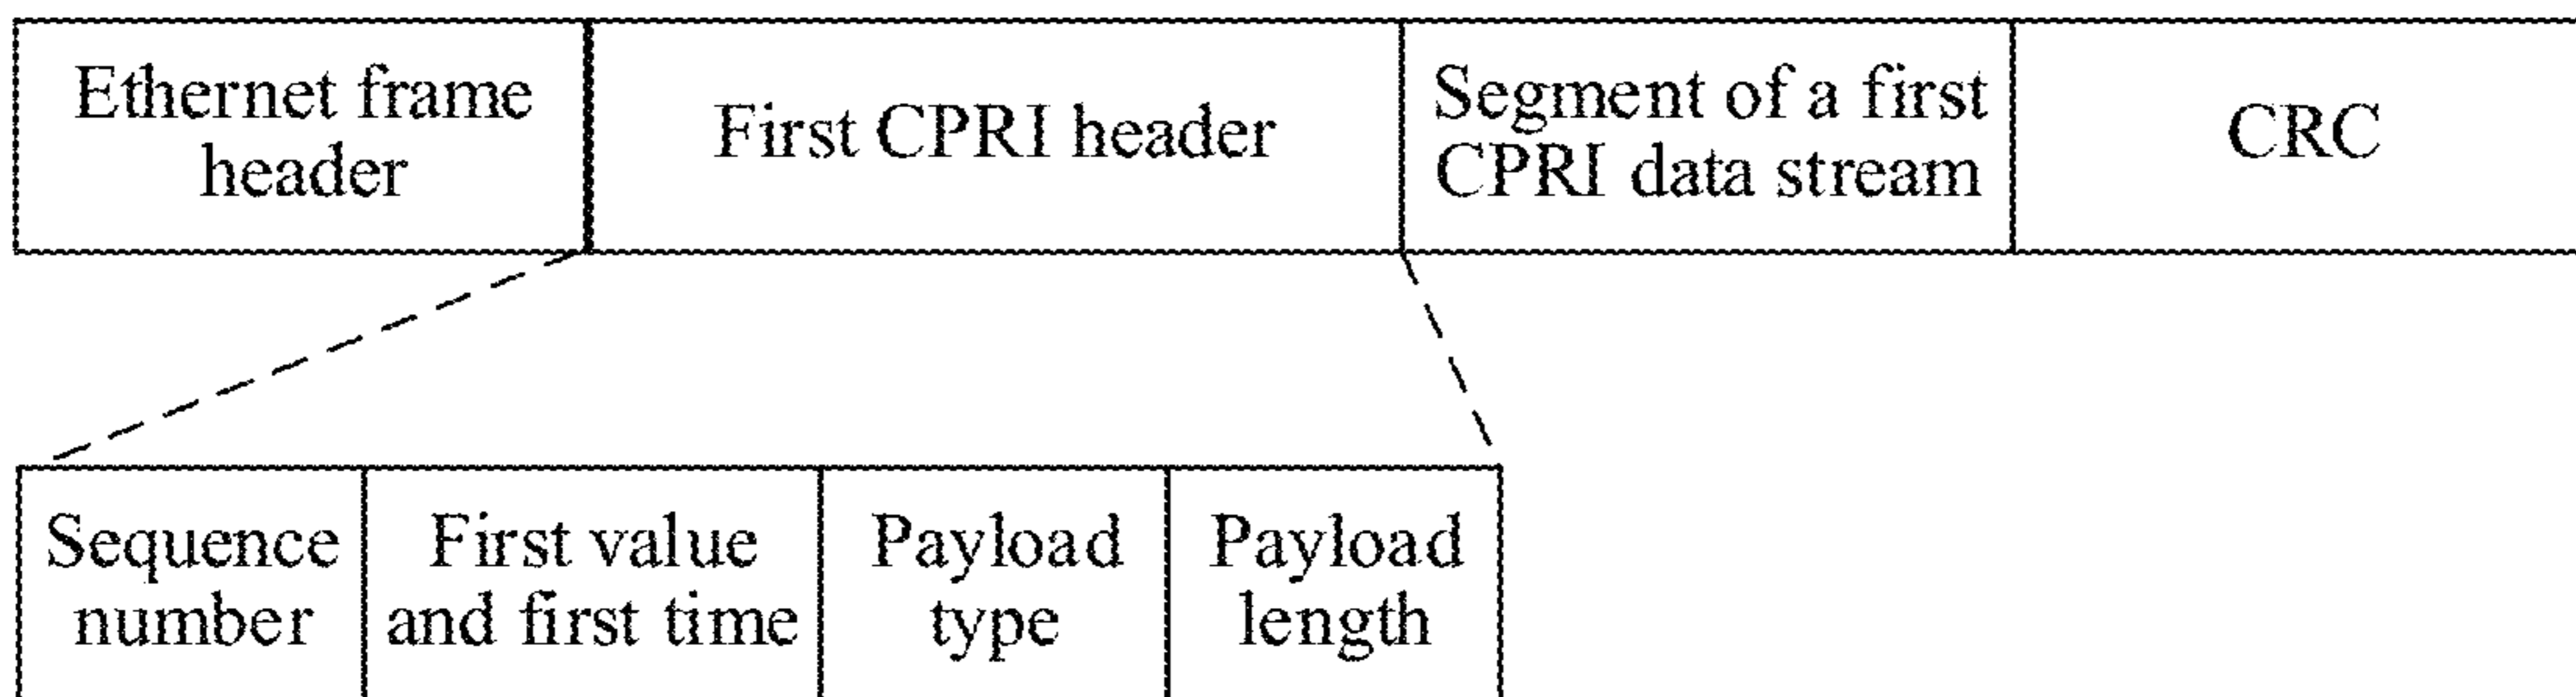 Ethernet frame
header
First CPRI header
Segment of a first
CPRI data stream
CRC
Sequence
number
First value
and first time
Payload
type
Payload
length